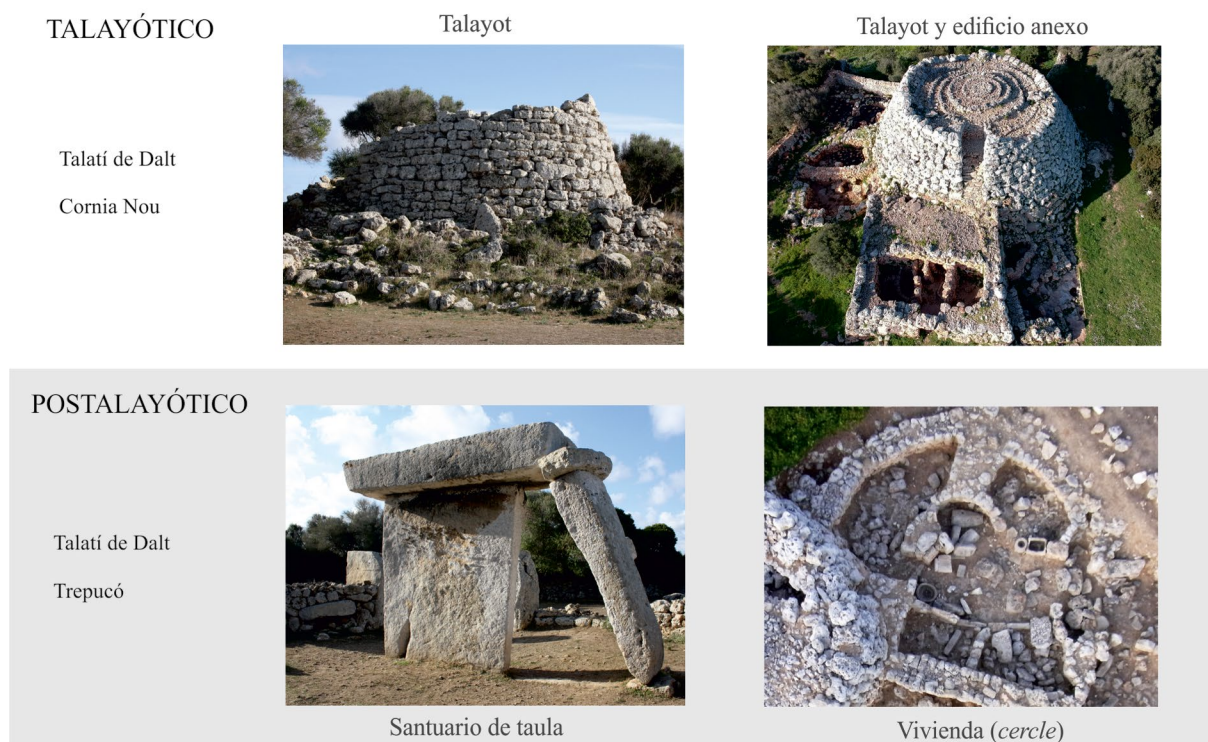 TALAYÓTICO
Talayot
Talayot y edificio anexo
Talatí de Dalt
Cornia Nou
POSTALAYÓTICO
Talatí de Dalt
Trepucó
Santuario de taula
Vivienda (cercle)